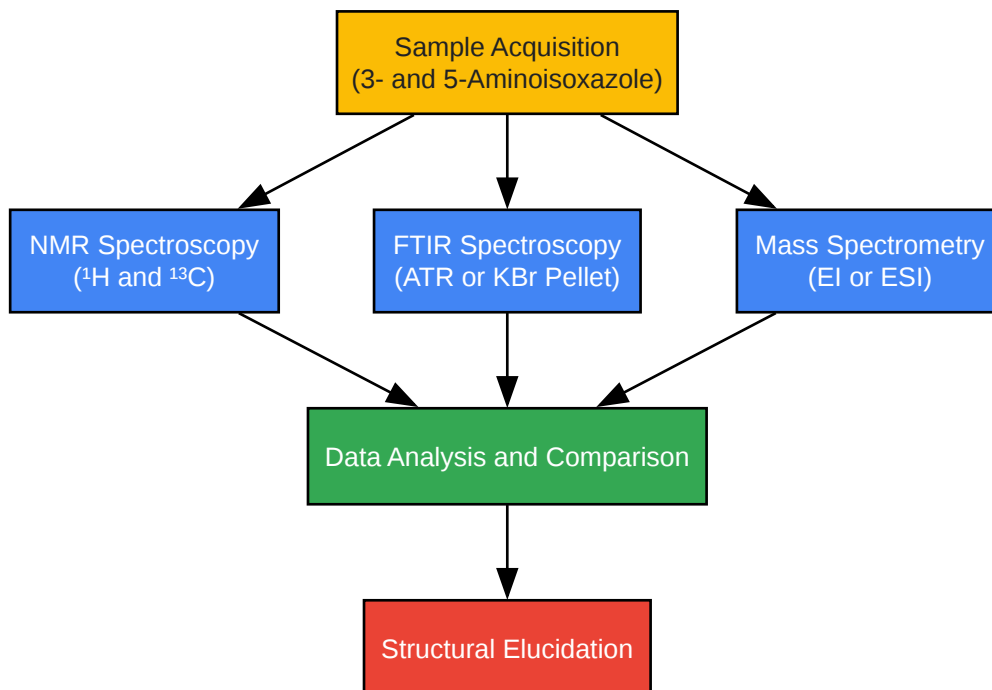 Sample Acquisition
(3- and 5-Aminoisoxazole)
NMR Spectroscopy
(¹H and ¹³C)
FTIR Spectroscopy
(ATR or KBr Pellet)
Mass Spectrometry
(EI or ESI)
Data Analysis and Comparison
Structural Elucidation